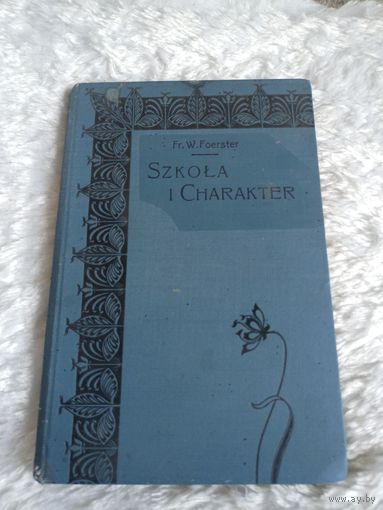 Fr. W. Foerster
SZKOŁA
I CHARAKTER
www.ay.by